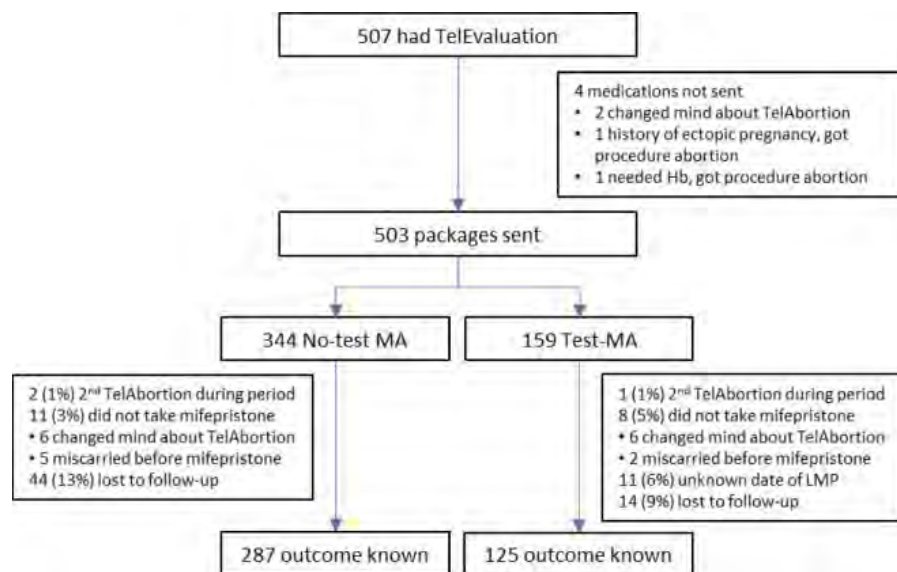 507 had TelEvaluation
4 medications not sent
• 2 changed mind about TelAbortion
• 1 history of ectopic pregnancy, got
procedure abortion
• 1 needed Hb, got procedure abortion
503 packages sent
344 No-test MA
159 Test-MA
2 (1%) 2nd TelAbortion during period
11 (3%) did not take mifepristone
• 6 changed mind about TelAbortion
• 5 miscarried before mifepristone
44 (13%) lost to follow-up
1 (1%) 2nd TelAbortion during period
8 (5%) did not take mifepristone
• 6 changed mind about TelAbortion
• 2 miscarried before mifepristone
11 (6%) unknown date of LMP
14 (9%) lost to follow-up
287 outcome known
125 outcome known